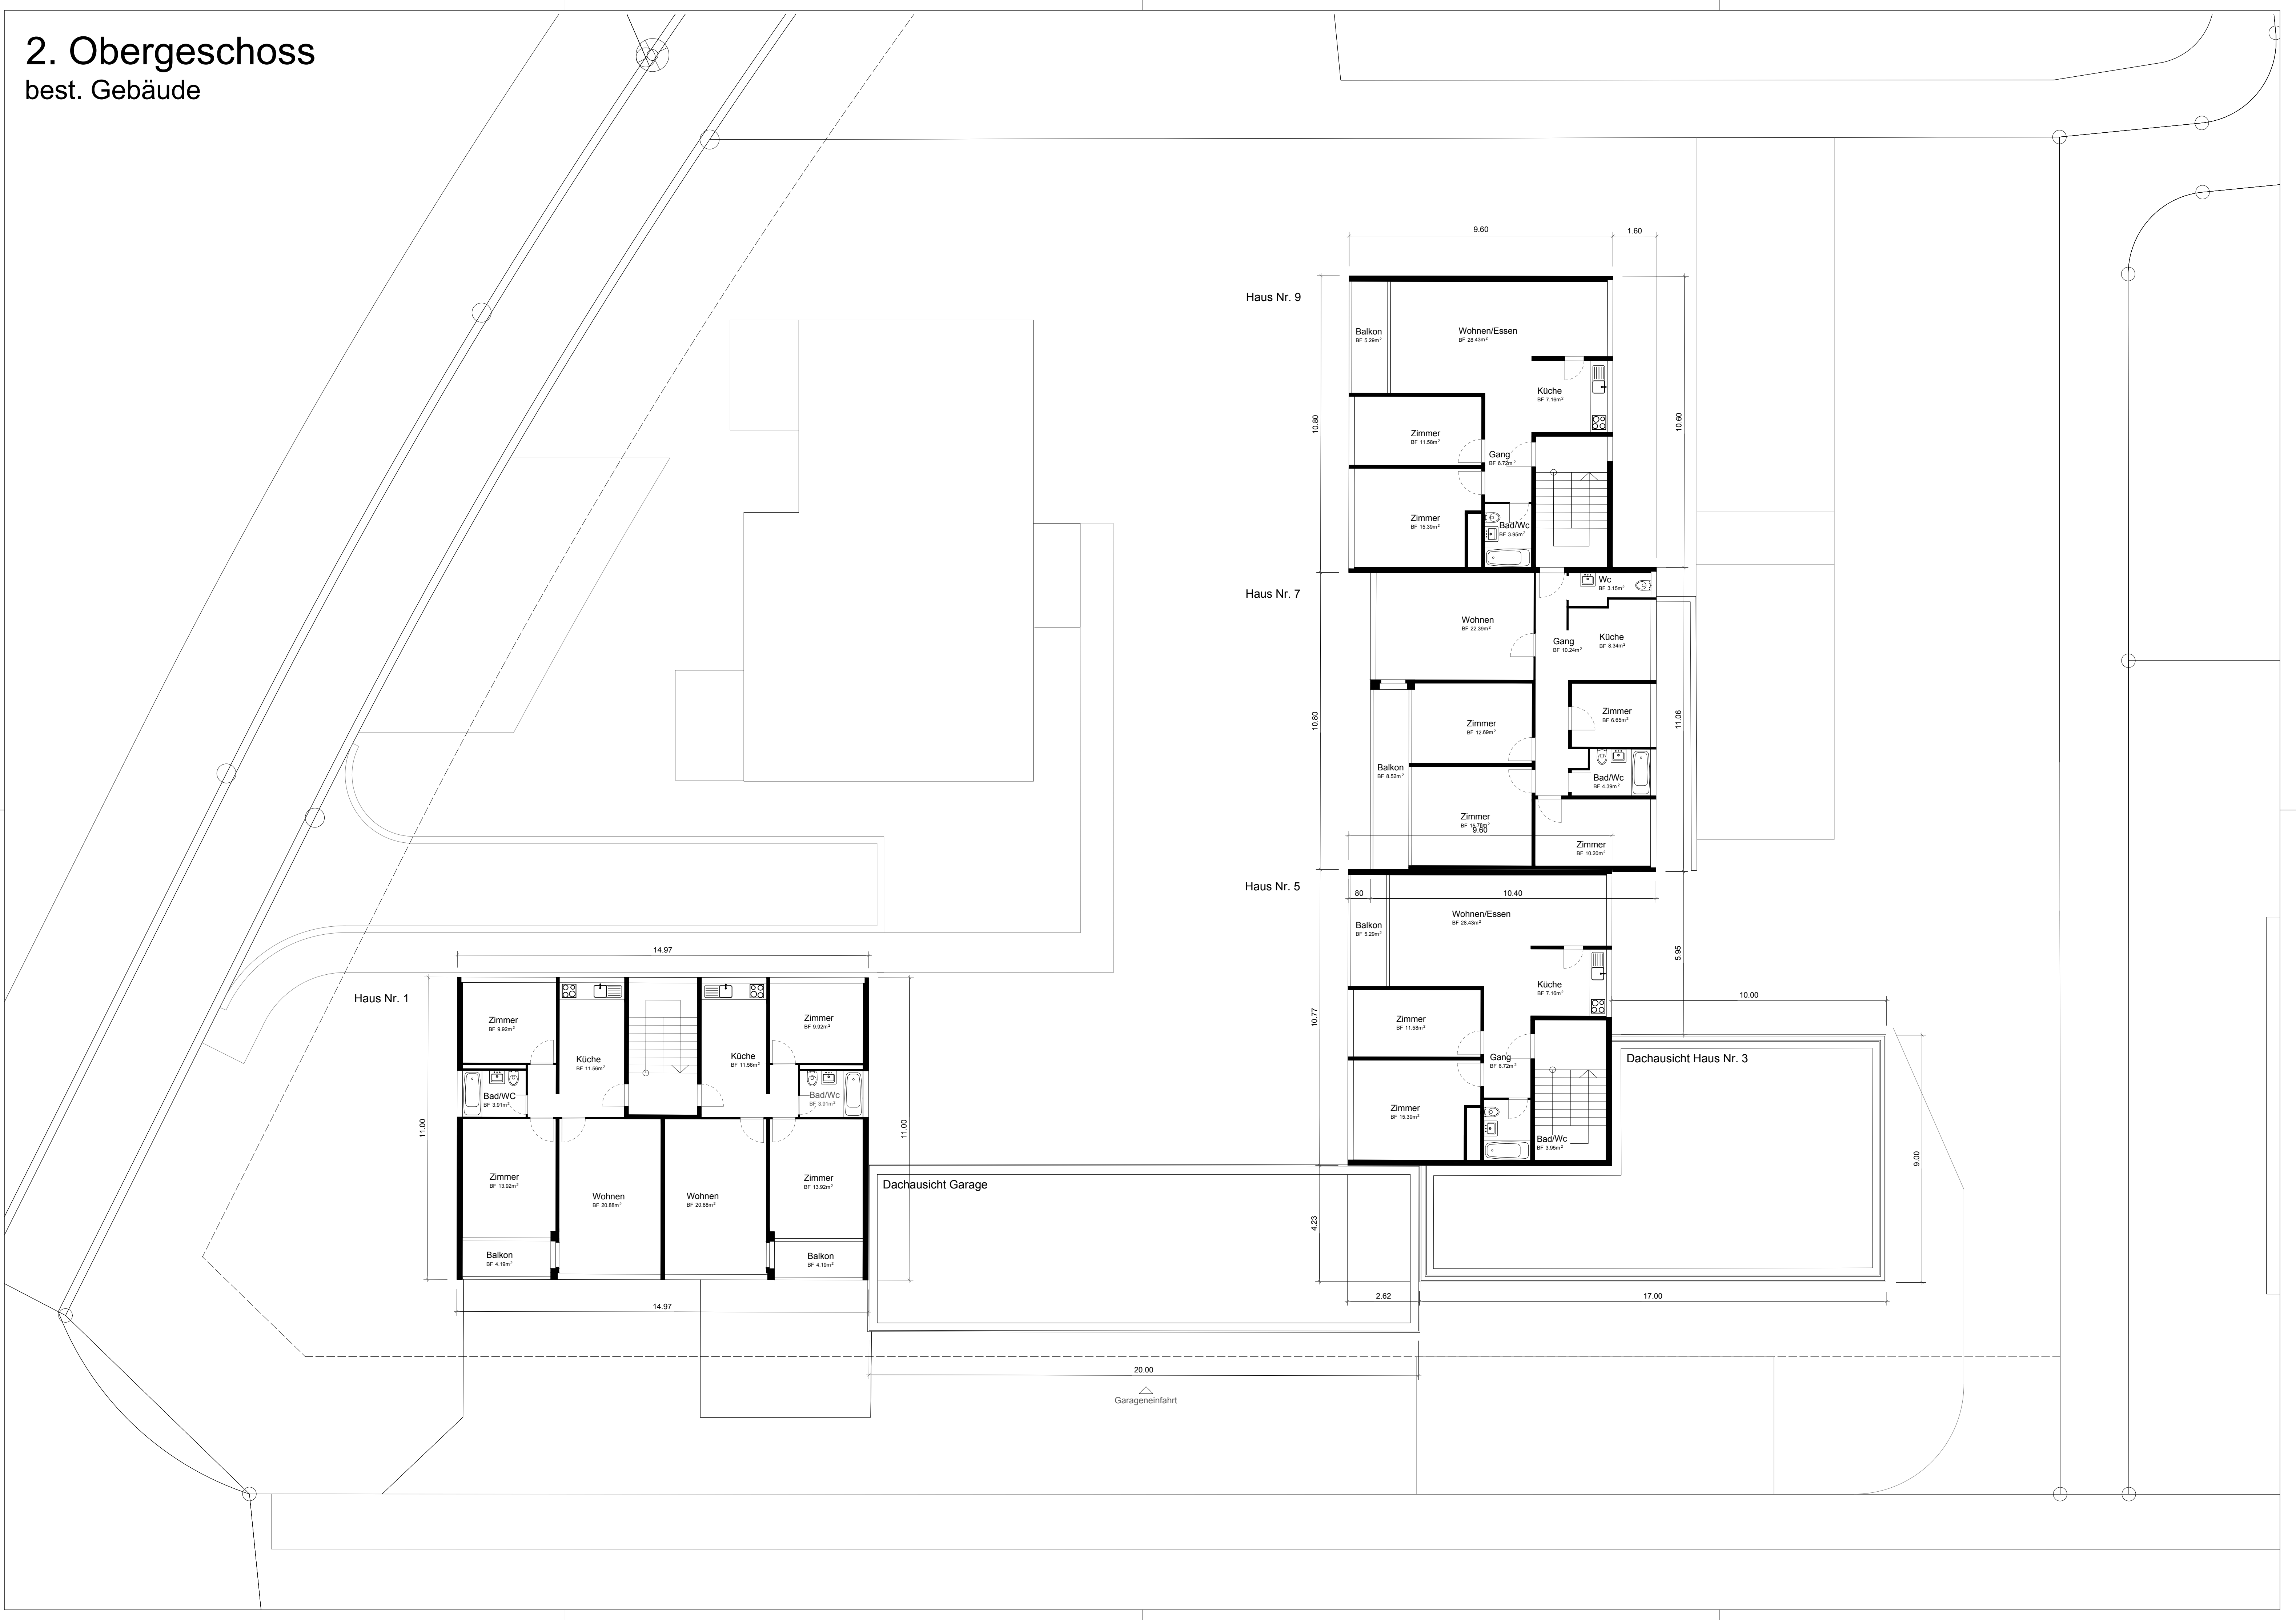 2. Obergeschoss
best. Gebäude
9.60
1.60
Haus Nr. 9
Balkon
BF 5.29m²
Wohnen/Essen
BF 28.43m²
Küche
BF 7.16m²
10.80
10.60
Zimmer
BF 11.58m²
Gang
BF 6.72m²
Zimmer
BF 15.39m²
Bad/Wc
BF 3.95m²
Haus Nr. 7
Wc
BF 3.15m²
Wohnen
BF 22.39m²
Gang
BF 10.24m²
Küche
BF 8.34m²
10.80
11.06
Zimmer
BF 12.69m²
Zimmer
BF 6.65m²
Balkon
BF 8.52m²
Bad/Wc
BF 4.39m²
Zimmer
BF 15.78m²
9.60
Zimmer
BF 10.20m²
Haus Nr. 5
80
10.40
Balkon
BF 5.29m²
Wohnen/Essen
BF 28.43m²
5.95
Küche
BF 7.16m²
10.00
10.77
Zimmer
BF 11.58m²
Gang
BF 6.72m²
Zimmer
BF 15.39m²
Bad/Wc
BF 3.95m²
Dachausicht Haus Nr. 3
9.00
4.23
2.62
17.00
14.97
Haus Nr. 1
Zimmer
BF 9.92m²
Küche
BF 11.56m²
Küche
BF 11.56m²
Zimmer
BF 9.92m²
Bad/WC
BF 3.91m²
Bad/Wc
BF 3.91m²
11.00
11.00
Zimmer
BF 13.92m²
Wohnen
BF 20.88m²
Wohnen
BF 20.88m²
Zimmer
BF 13.92m²
Balkon
BF 4.19m²
Balkon
BF 4.19m²
14.97
Dachausicht Garage
20.00
Garageneinfahrt